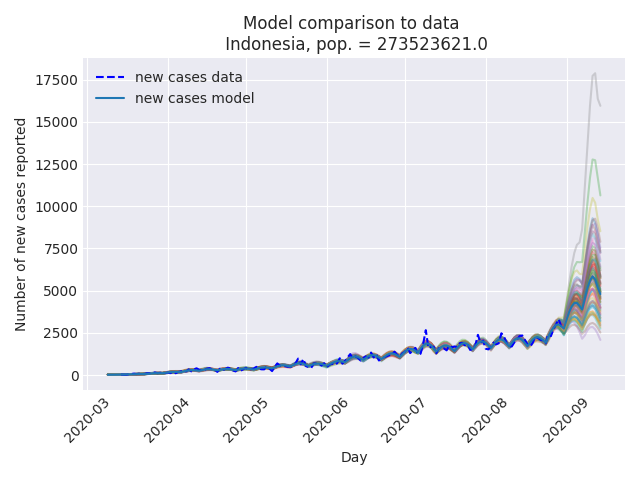 Model comparison to data
Indonesia, pop. = 273523621.0
new cases data
new cases model
Number of new cases reported
17500
15000
12500
10000
7500
5000
2500
0
2020-03
2020-04
2020-05
2020-06
2020-07
2020-08
2020-09
Day